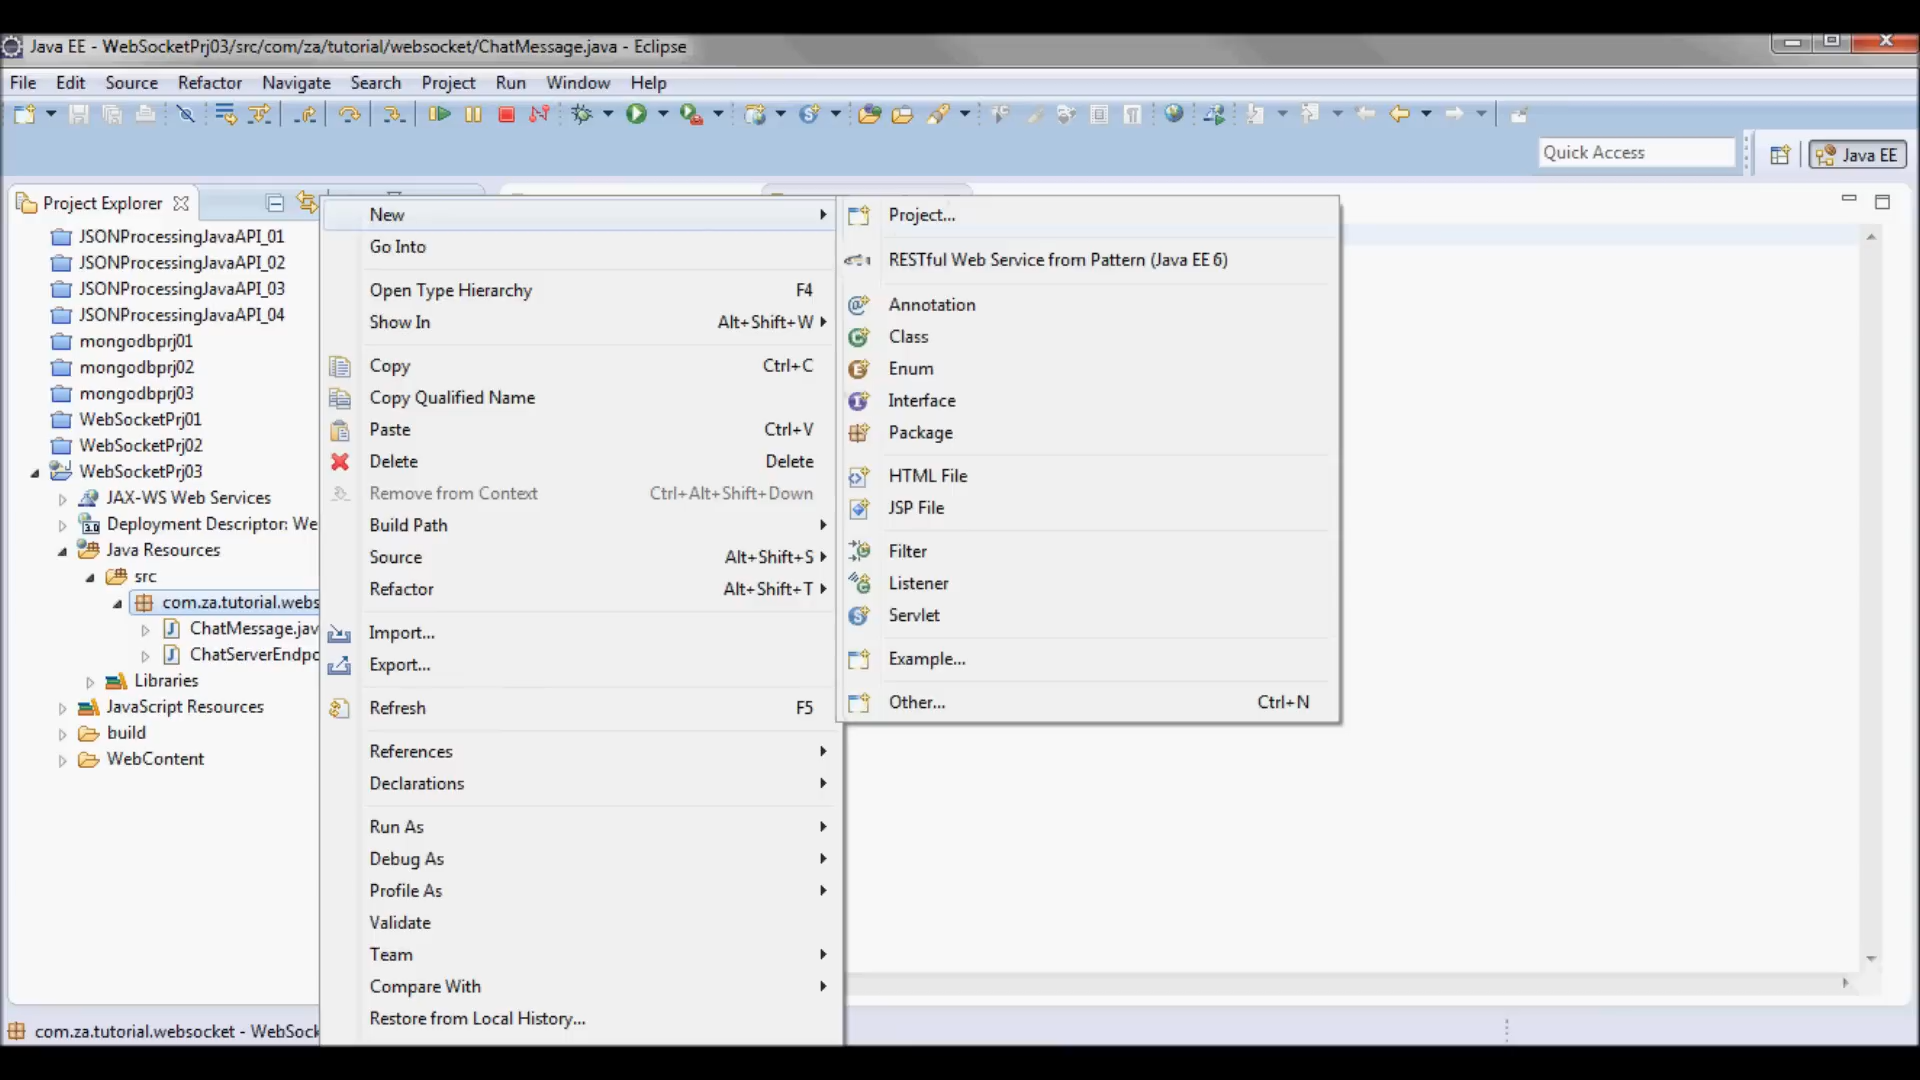 Java EE - WebSocketPrj03/src/com/za/tutorial/websocket/ChatMessage.java - Eclipse
File Edit Source Refactor Navigate Search Project Run Window Help
Quick Access
Java EE
Project Explorer
JSONProcessingJavaAPI_01
JSONProcessingJavaAPI_02
JSONProcessingJavaAPI_03
JSONProcessingJavaAPI_04
mongodbprj01
mongodbprj02
mongodbprj03
WebSocketPrj01
WebSocketPrj02
WebSocketPrj03
JAX-WS Web Services
Deployment Descriptor: We
Java Resources
src
com.za.tutorial.webs
ChatMessage.jav
ChatServerEndpo
Libraries
JavaScript Resources
build
WebContent
New
Go Into
Open Type Hierarchy F4
Show In Alt+Shift+W
Copy Ctrl+C
Copy Qualified Name
Paste Ctrl+V
Delete Delete
Remove from Context Ctrl+Alt+Shift+Down
Build Path
Source Alt+Shift+S
Refactor Alt+Shift+T
Import...
Export...
Refresh F5
References
Declarations
Run As
Debug As
Profile As
Validate
Team
Compare With
Restore from Local History...
Project...
RESTful Web Service from Pattern (Java EE 6)
Annotation
Class
Enum
Interface
Package
HTML File
JSP File
Filter
Listener
Servlet
Example...
Other... Ctrl+N
com.za.tutorial.websocket - WebSock